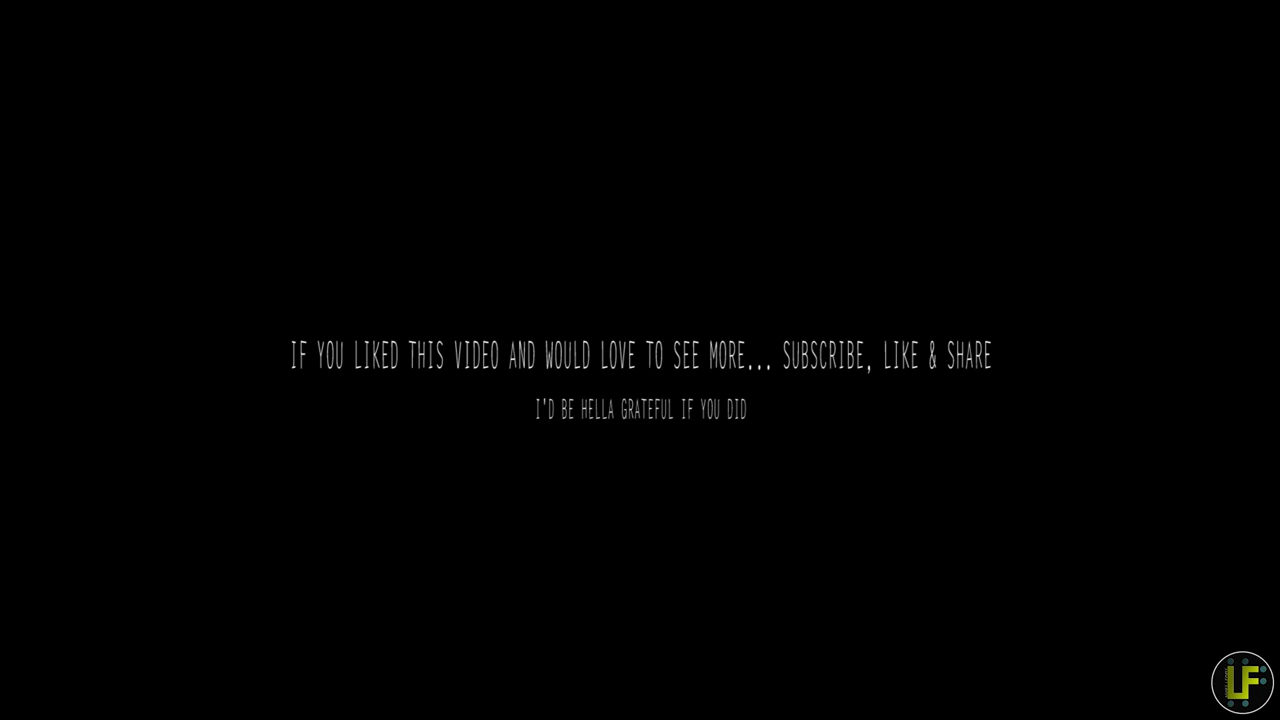 IF YOU LIKED THIS VIDEO AND WOULD LOVE TO SEE MORE... SUBSCRIBE, LIKE & SHARE
I'D BE HELLA GRATEFUL IF YOU DID
LF